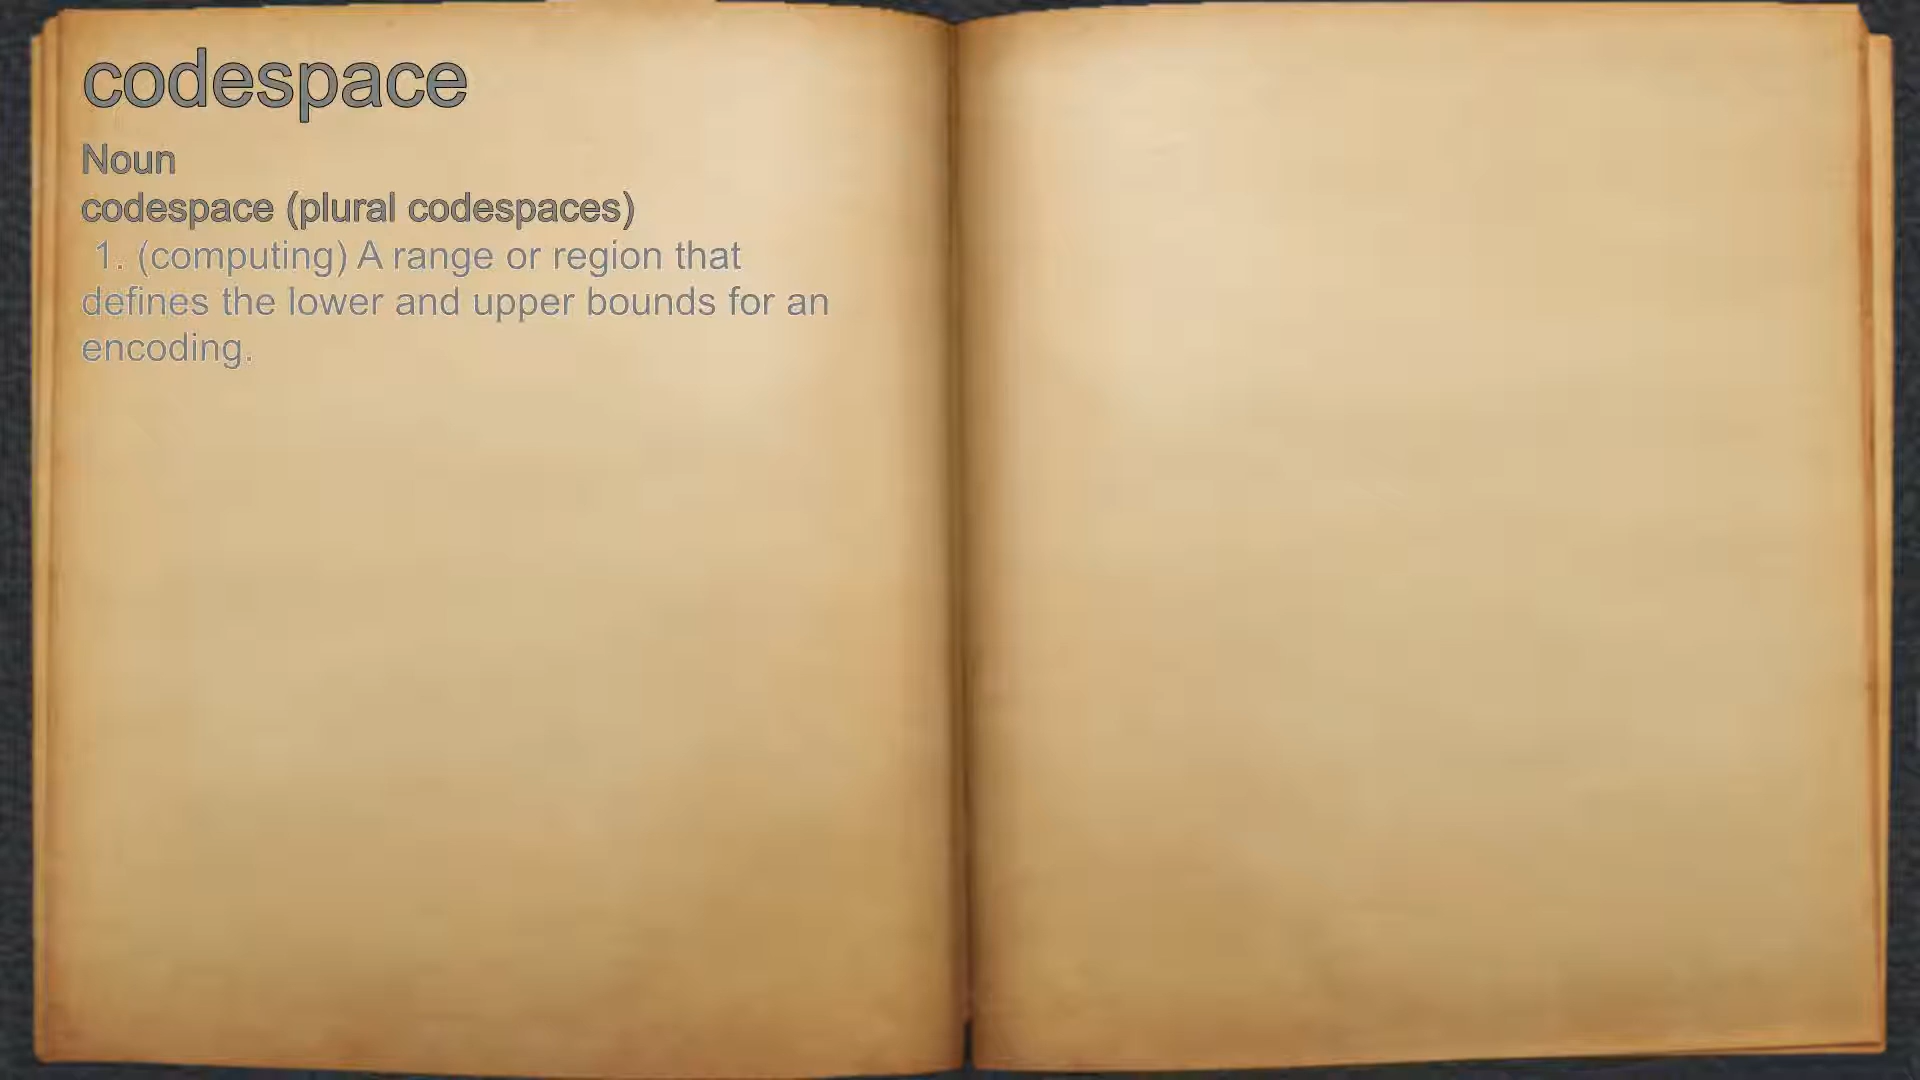 codespace
Noun
codespace (plural codespaces)
1. (computing) A range or region that
defines the lower and upper bounds for an
encoding.